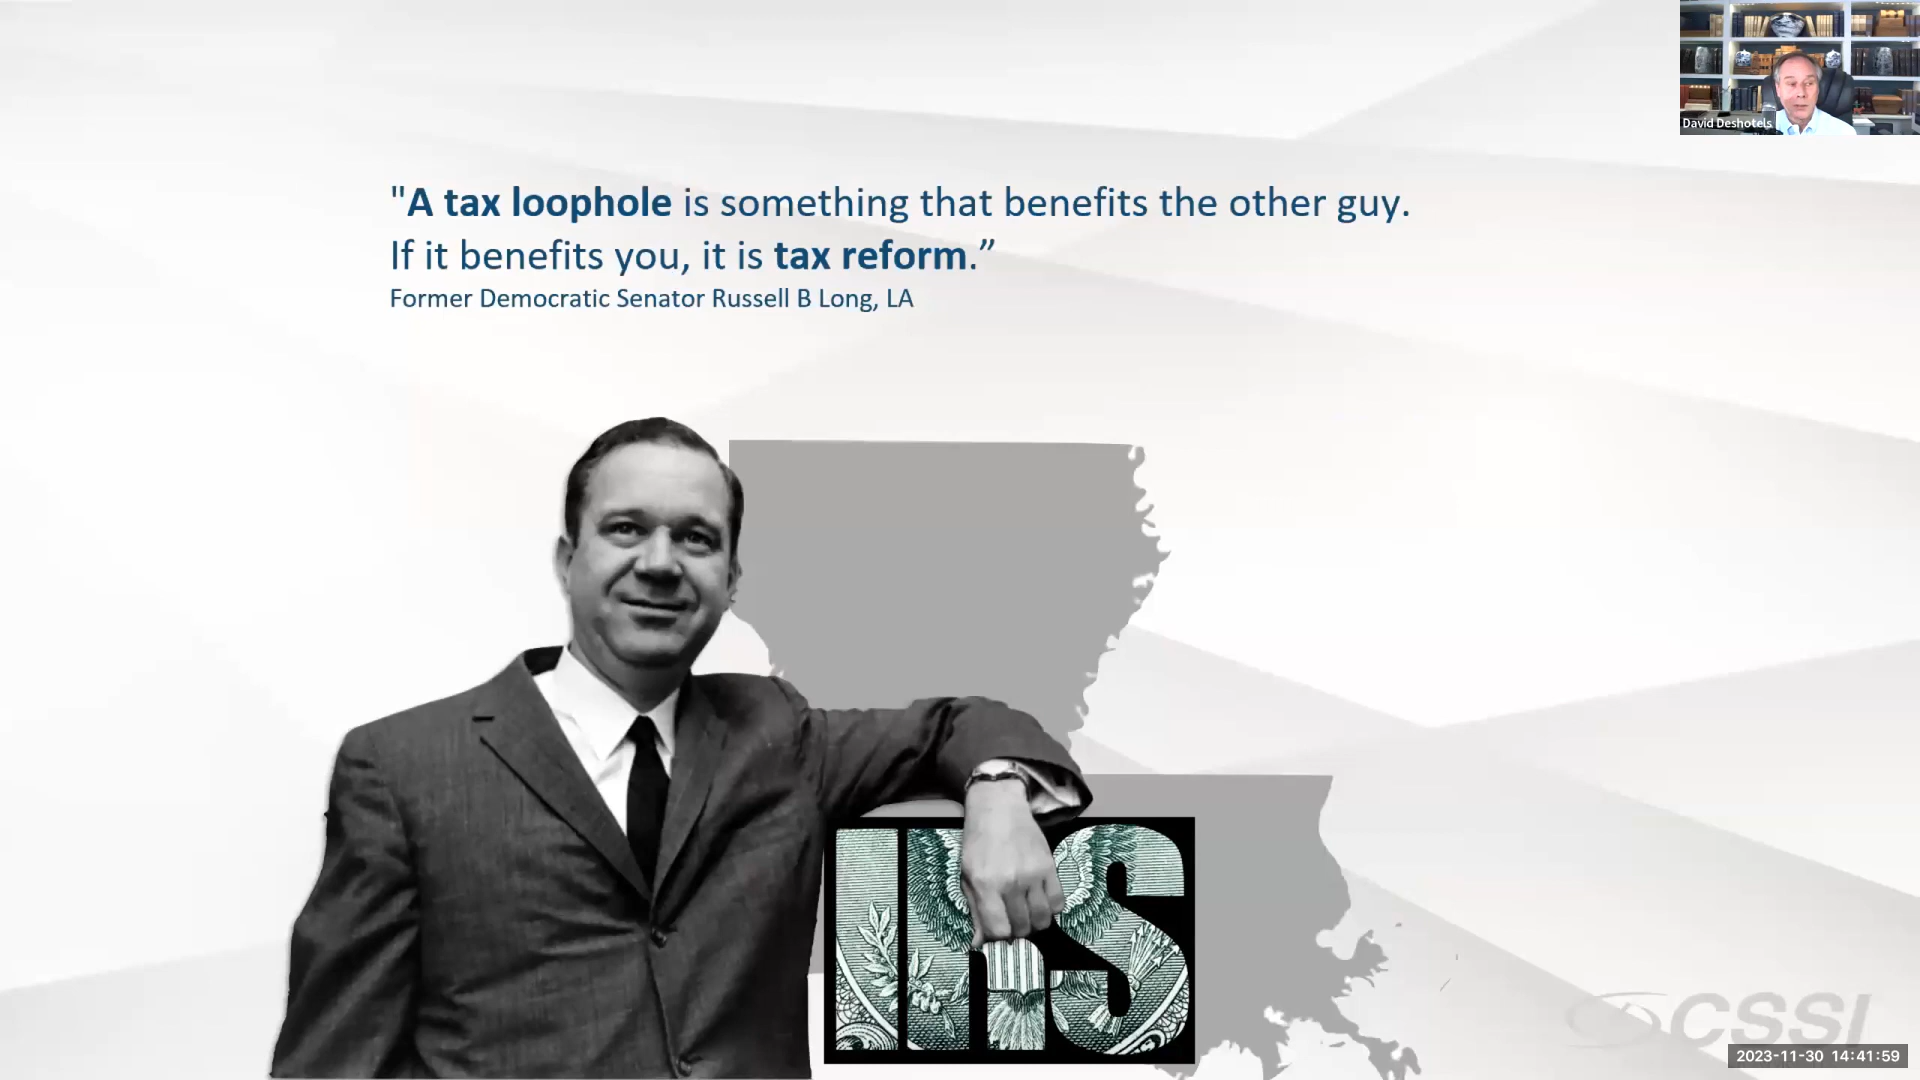 David Deshotels
"A tax loophole is something that benefits the other guy.
If it benefits you, it is tax reform.”
Former Democratic Senator Russell B Long, LA
IRS
CSSI
2023-11-30 14:41:59